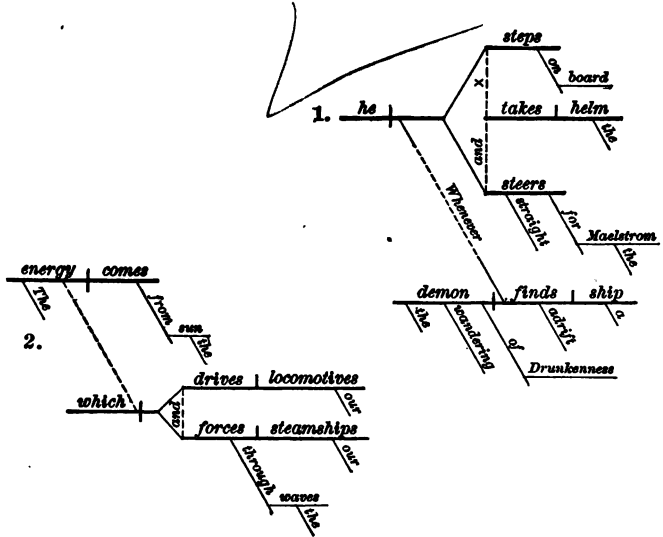 1. he
steps
on
board
x
takes helm
the
and
steers
straight
for
Maelstrom
the
Whenever
demon finds ship
the
wandering
of
Drunkenness
adrift
a
2.
energy comes
The
from
sun
the
which
drives locomotives
our
and
forces steamships
our
through
waves
the